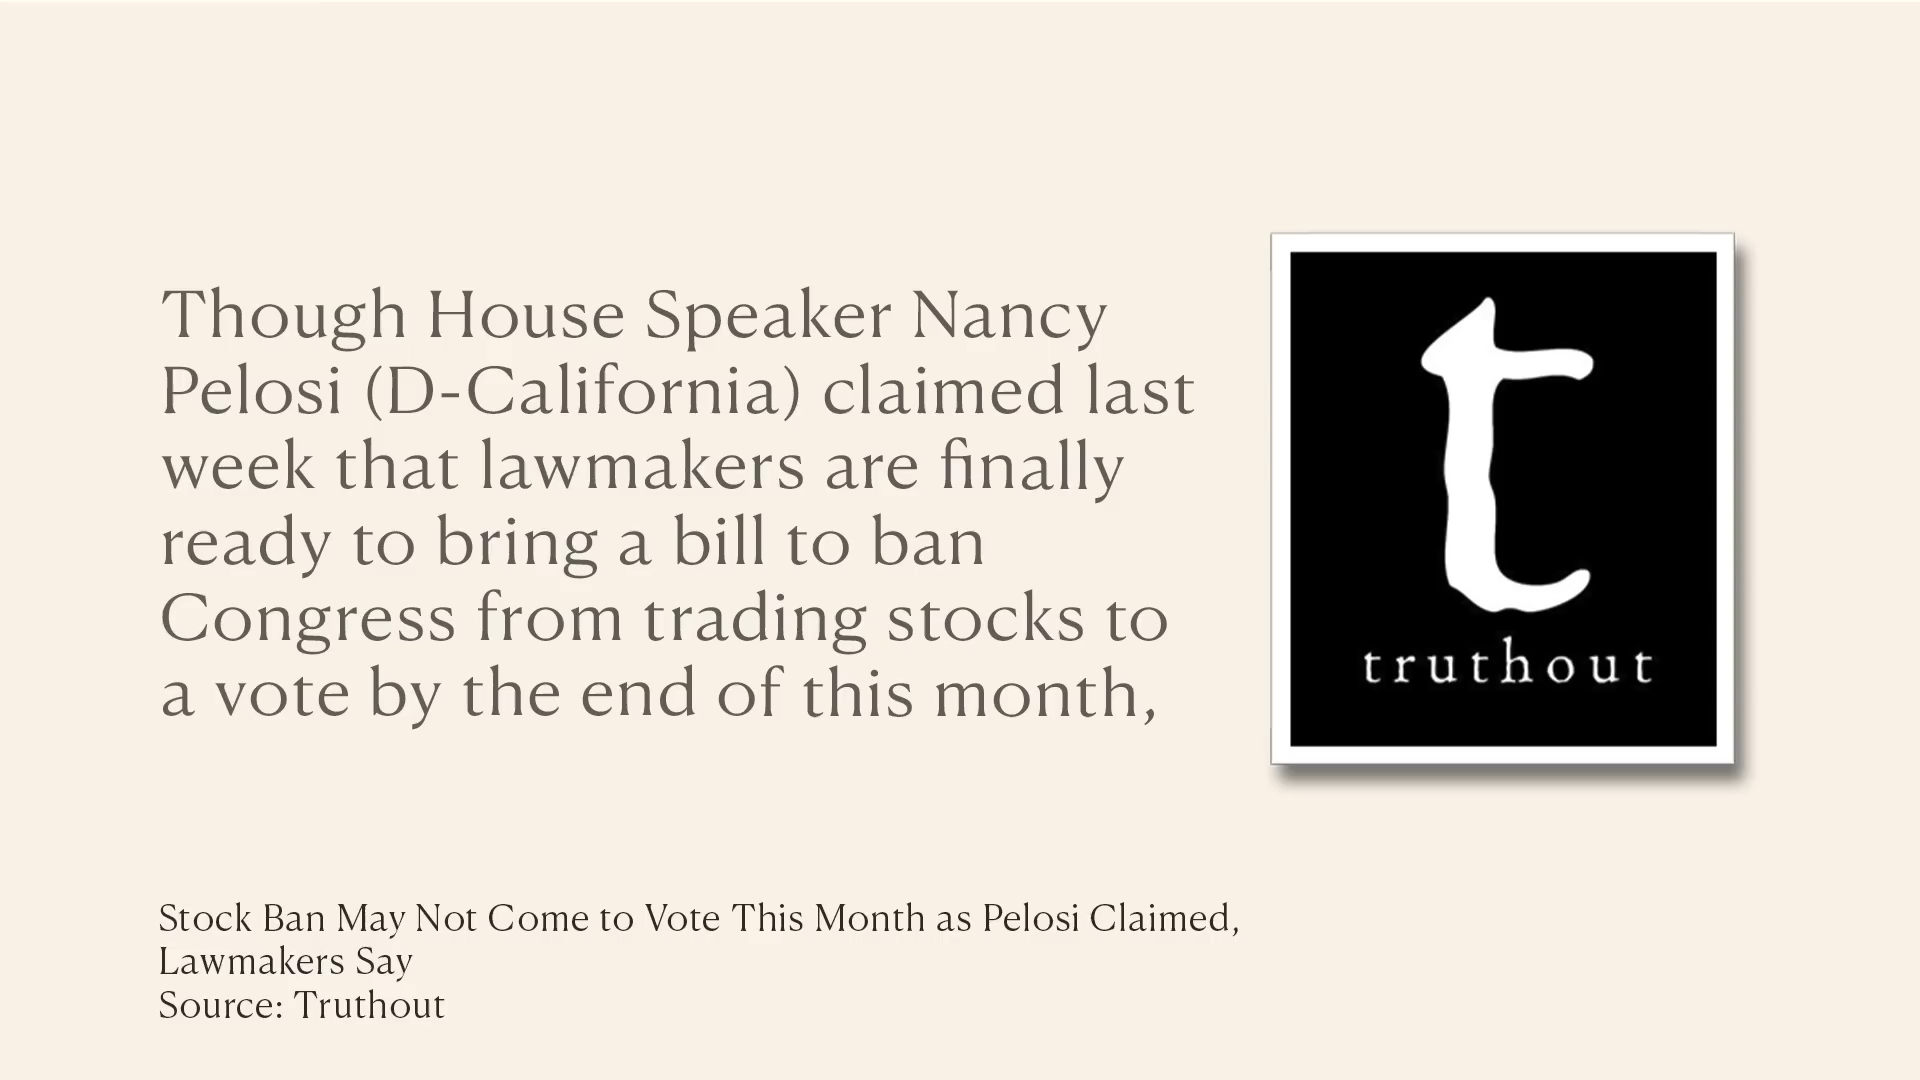 Though House Speaker Nancy
Pelosi (D-California) claimed last
week that lawmakers are finally
ready to bring a bill to ban
Congress from trading stocks to
a vote by the end of this month,
t
truthout
Stock Ban May Not Come to Vote This Month as Pelosi Claimed,
Lawmakers Say
Source: Truthout